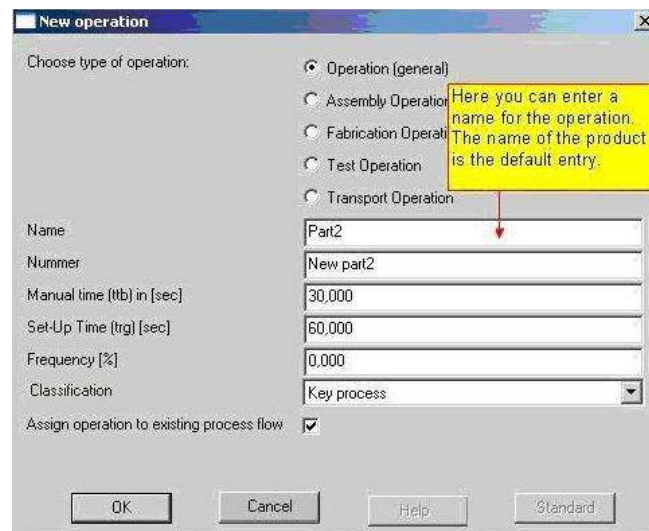 New operation
Choose type of operation:
Operation (general)
Assembly Operation
Fabrication Operati
Test Operation
Transport Operation
Here you can enter a
name for the operation.
The name of the product
is the default entry.
Name
Part2
Nummer
New part2
Manual time (ttb) in [sec]
30,000
Set-Up Time (trg) [sec]
60,000
Frequency [%]
0,000
Classification
Key process
Assign operation to existing process flow
OK
Cancel
Help
Standard